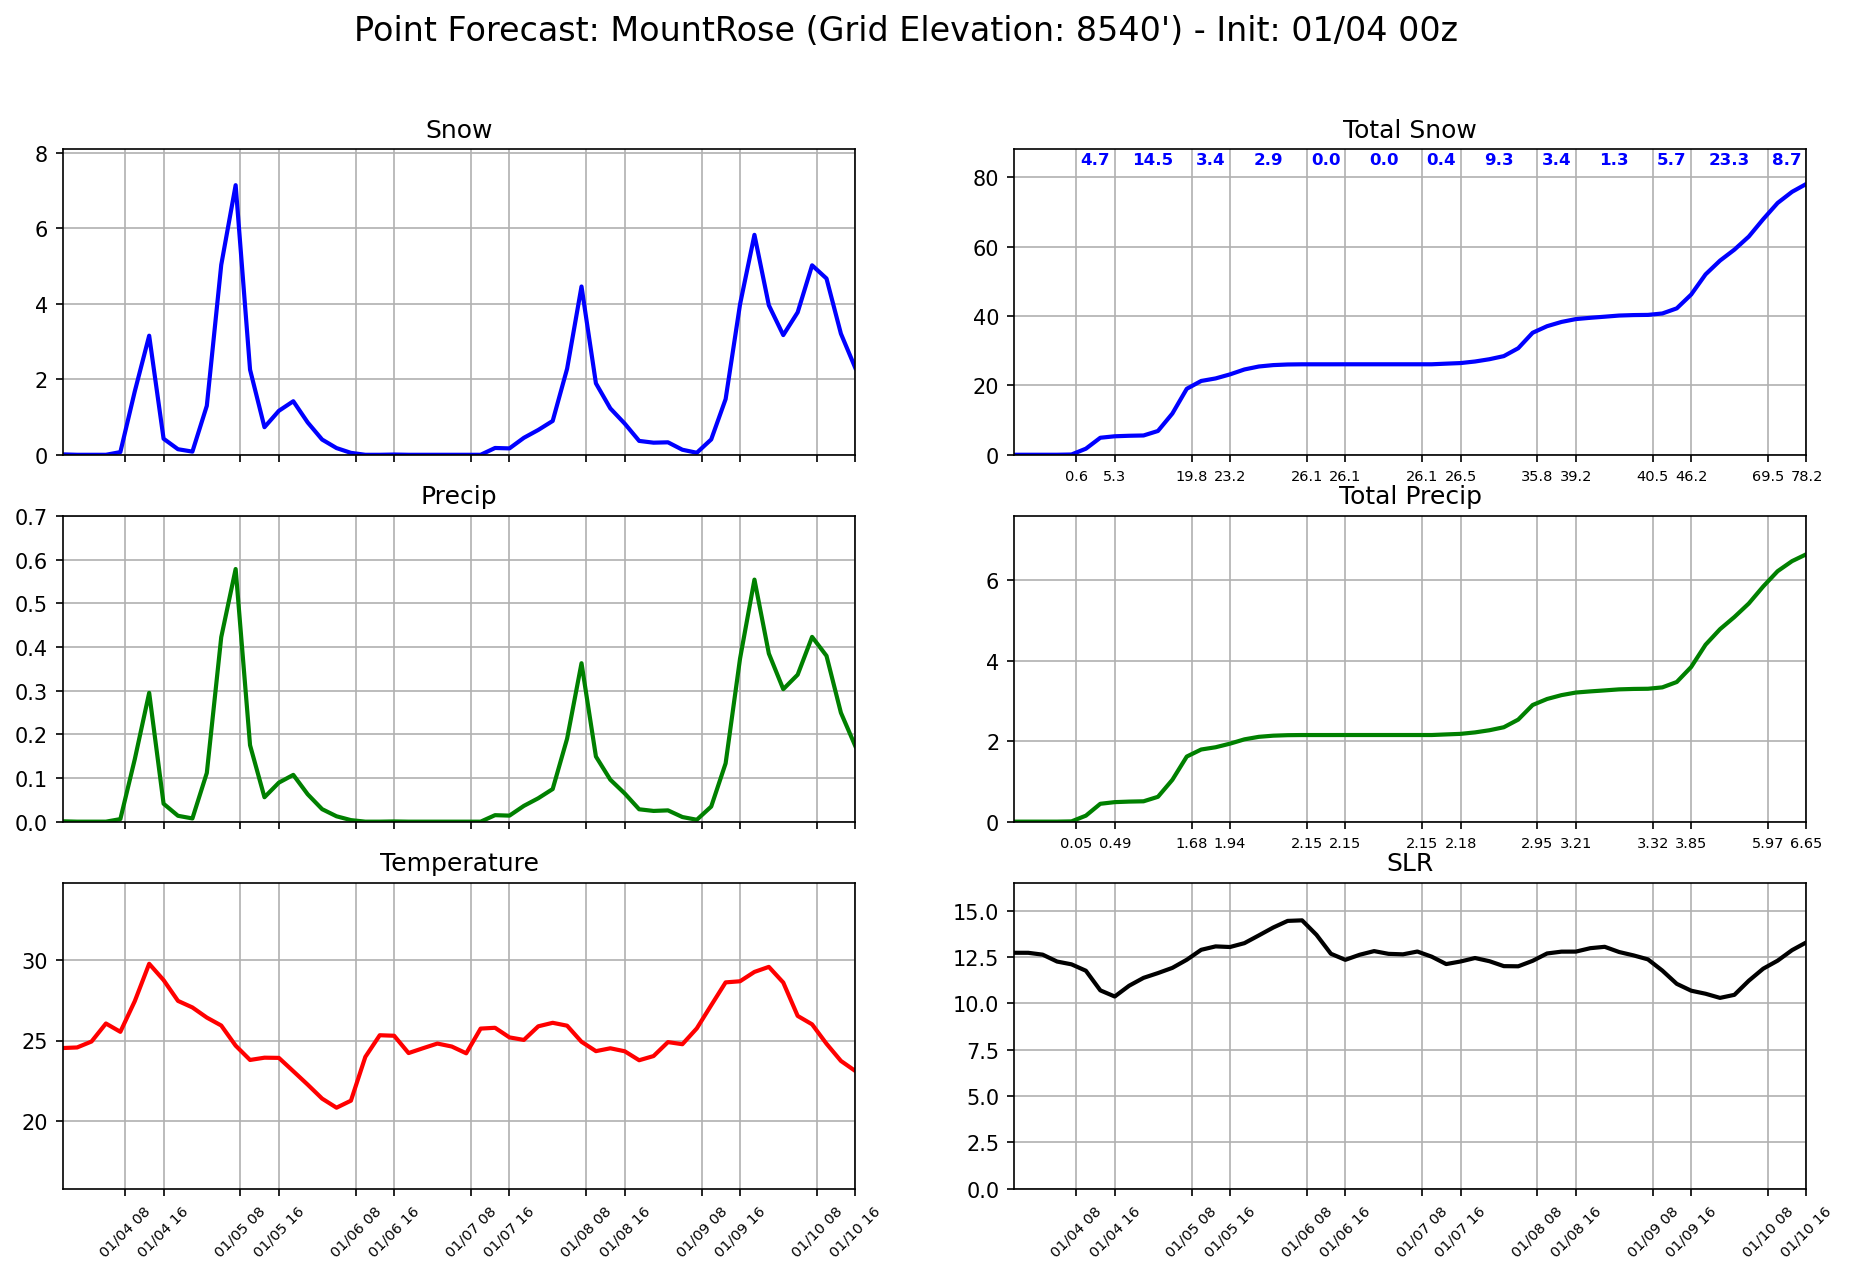 Point Forecast: MountRose (Grid Elevation: 8540') - Init: 01/04 00z
Snow
8
6
4
2
0
Total Snow
4.7 14.5 3.4 2.9 0.0 0.0 0.4 9.3 3.4 1.3 5.7 23.3 8.7
80
60
40
20
0
0.6 5.3 19.8 23.2 26.1 26.1 26.1 26.5 35.8 39.2 40.5 46.2 69.5 78.2
Precip
0.7
0.6
0.5
0.4
0.3
0.2
0.1
0.0
Total Precip
6
4
2
0
0.05 0.49 1.68 1.94 2.15 2.15 2.15 2.18 2.95 3.21 3.32 3.85 5.97 6.65
Temperature
30
25
20
01/04 08 01/04 16 01/05 08 01/05 16 01/06 08 01/06 16 01/07 08 01/07 16 01/08 08 01/08 16 01/09 08 01/09 16 01/10 08 01/10 16
SLR
15.0
12.5
10.0
7.5
5.0
2.5
0.0
01/04 08 01/04 16 01/05 08 01/05 16 01/06 08 01/06 16 01/07 08 01/07 16 01/08 08 01/08 16 01/09 08 01/09 16 01/10 08 01/10 16